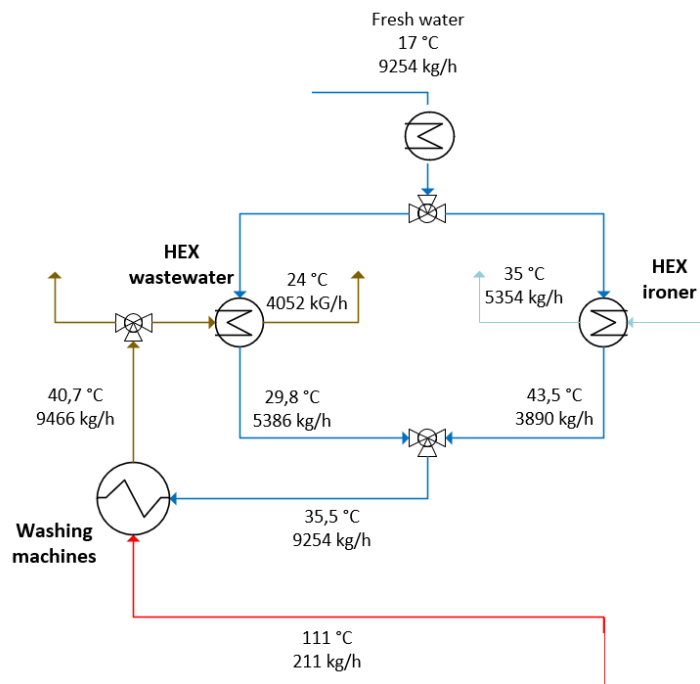 Fresh water
17 °C
9254 kg/h
HEX
wastewater
24 °C
4052 kG/h
35 °C
5354 kg/h
HEX
ironer
40,7 °C
9466 kg/h
29,8 °C
5386 kg/h
43,5 °C
3890 kg/h
Washing
machines
35,5 °C
9254 kg/h
111 °C
211 kg/h